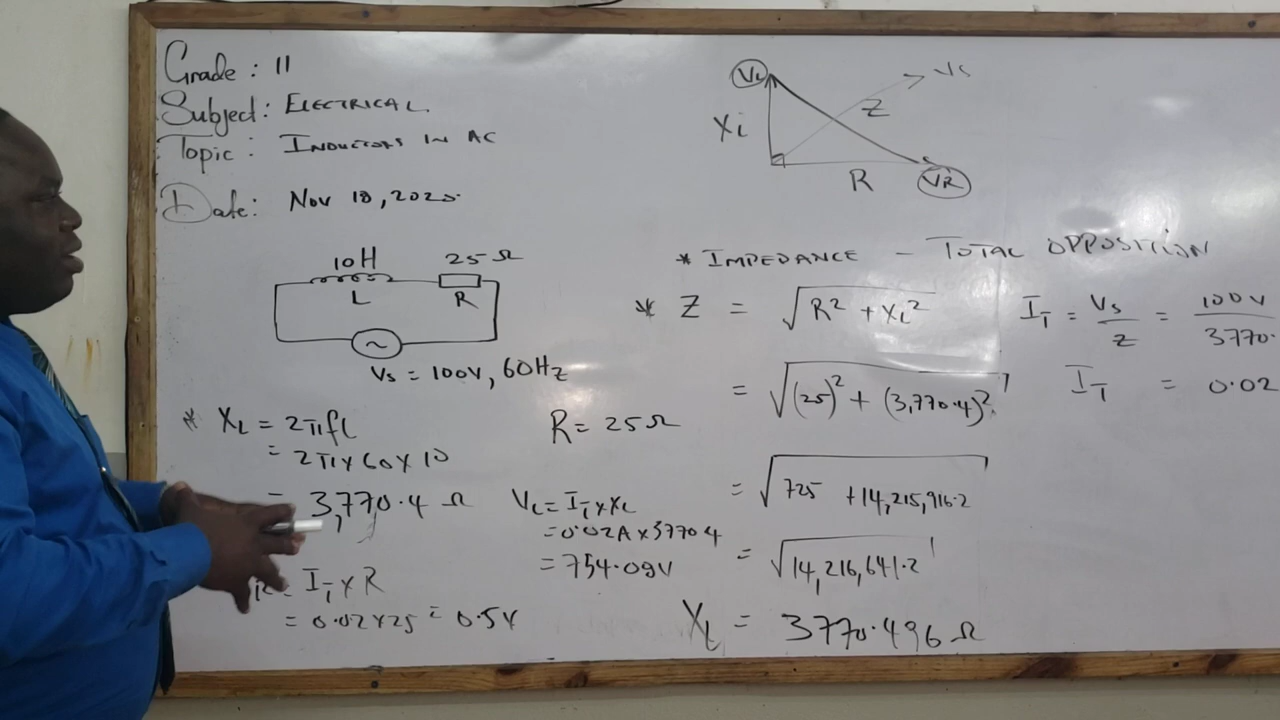 Grade : 11
Subject: ELECTRICAL.
Topic : INDUCTORS IN AC
Date: Nov 18, 2025.
10H
L
25 Ω
R
~
Vs = 100V, 60Hz
* XL = 2πfL
= 2π x 60 x 10
= 3,770.4 Ω
R = 25 Ω
VL = IT x XL
= 0.02A x 3770.4
= 754.09V
= IT x R
= 0.02 x 25 = 0.5V
VL
Vs
Z
XL
R
VR
* IMPEDANCE – TOTAL OPPOSITION
* Z = √R² + XL²
= √(25)² + (3,770.4)²
= √725 + 14,215,916.2
= √14,216,641.2
XL = 3770.496 Ω
IT = Vs/Z = 100V/3770.
IT = 0.02